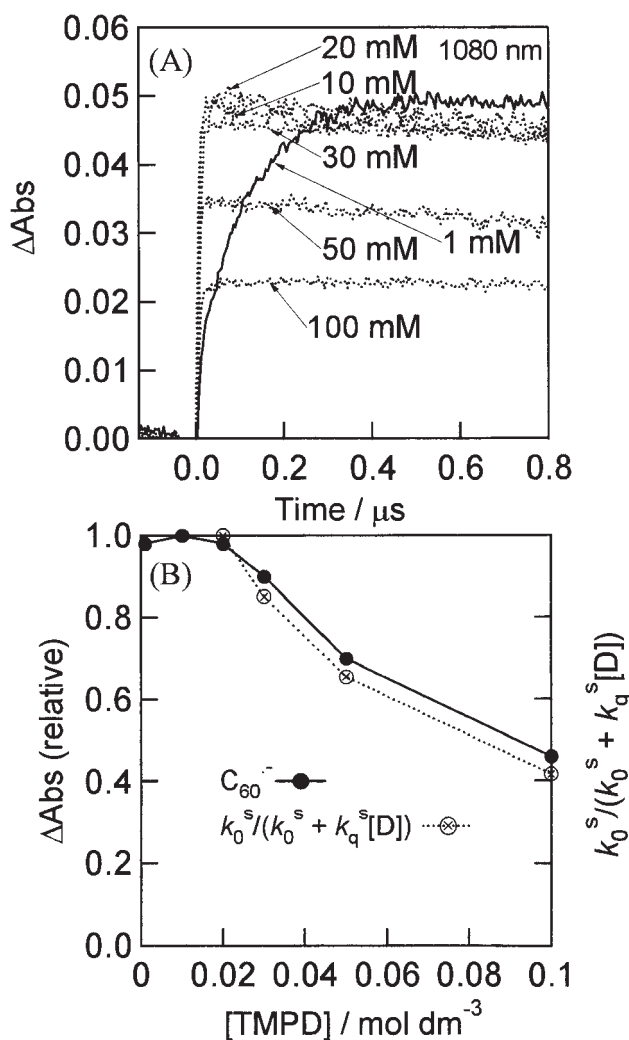 (A)
20 mM
1080 nm
10 mM
30 mM
50 mM
1 mM
100 mM
0.06
0.05
0.04
0.03
0.02
0.01
0.00
ΔAbs
0.0 0.2 0.4 0.6 0.8
Time / μs
(B)
1.0
0.8
0.6
0.4
0.2
0.0
ΔAbs (relative)
C₆₀·⁻
k₀ˢ/(k₀ˢ + k_qˢ[D])
k₀ˢ/(k₀ˢ + k_qˢ[D])
0 0.02 0.04 0.06 0.08 0.1
[TMPD] / mol dm⁻³